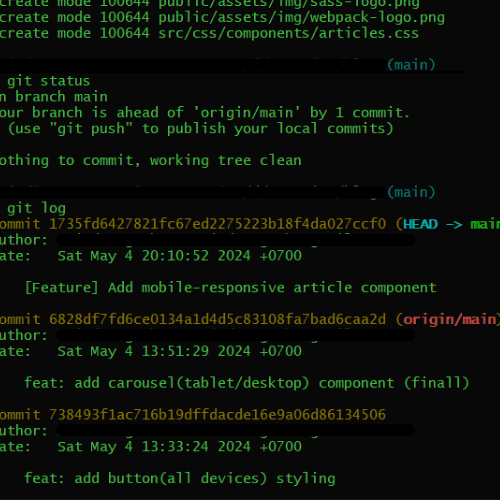 create mode 100644 public/assets/img/sass-logo.png
create mode 100644 public/assets/img/webpack-logo.png
create mode 100644 src/css/components/articles.css
(main)
git status
n branch main
our branch is ahead of 'origin/main' by 1 commit.
(use "git push" to publish your local commits)
othing to commit, working tree clean
(main)
git log
ommit 1735fd6427821fc67ed2275223b18f4da027ccf0 (HEAD -> main
uthor:
ate:   Sat May 4 20:10:52 2024 +0700
[Feature] Add mobile-responsive article component
ommit 6828df7fd6ce0134a1d4d5c83108fa7bad6caa2d (origin/main)
uthor:
ate:   Sat May 4 13:51:29 2024 +0700
feat: add carousel(tablet/desktop) component (finall)
ommit 738493f1ac716b19dffdacde16e9a06d86134506
uthor:
ate:   Sat May 4 13:33:24 2024 +0700
feat: add button(all devices) styling